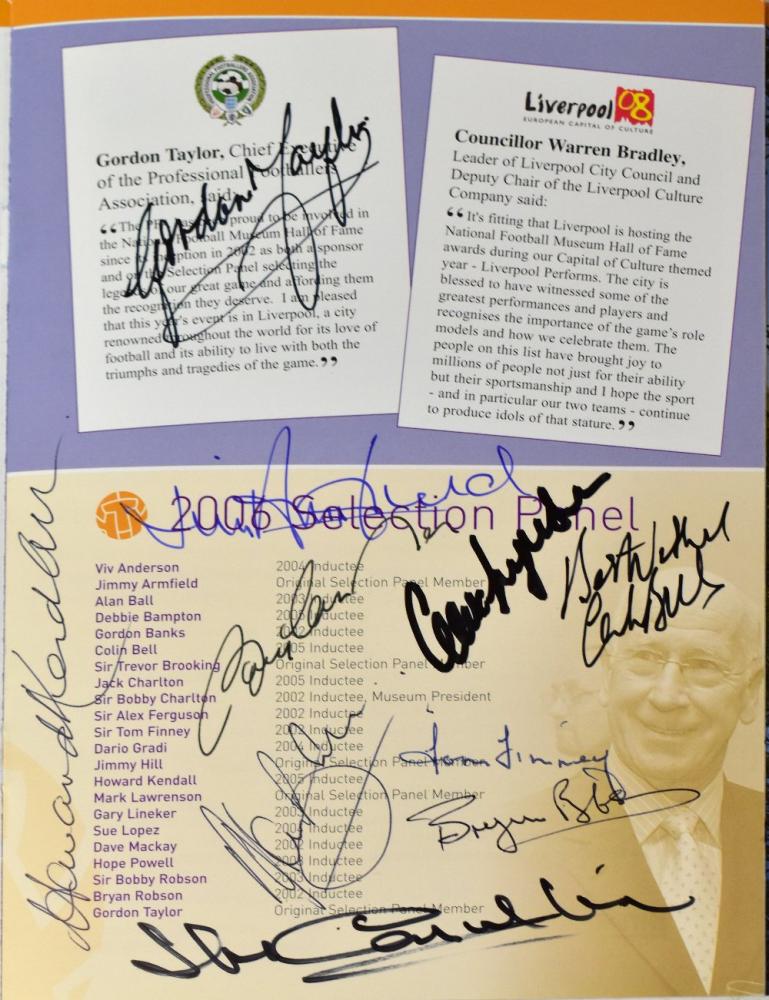 PROFESSIONAL FOOTBALLERS ASSOCIATION
Gordon Taylor, Chief Executive
of the Professional Footballers
Association, said:
“The PFA has been proud to be involved in
the National Football Museum Hall of Fame
since its inception in 2002 as both a sponsor
and on the Selection Panel selecting the
legends of our great game and affording them
the recognition they deserve. I am pleased
that this year's event is in Liverpool, a city
renowned throughout the world for its love of
football and its ability to live with both the
triumphs and tragedies of the game.”
Gordon Taylor
Liverpool 08
EUROPEAN CAPITAL OF CULTURE
Councillor Warren Bradley,
Leader of Liverpool City Council and
Deputy Chair of the Liverpool Culture
Company said:
“It's fitting that Liverpool is hosting the
National Football Museum Hall of Fame
awards during our Capital of Culture themed
year - Liverpool Performs. The city is
blessed to have witnessed some of the
greatest performances and players and
recognises the importance of the game's role
models and how we celebrate them. The
people on this list have brought joy to
millions of people not just for their ability
but their sportsmanship and I hope the sport
- and in particular our two teams - continue
to produce idols of that stature.”
2006 Selection Panel
Viv Anderson 2004 Inductee
Jimmy Armfield Original Selection Panel Member
Alan Ball 2003 Inductee
Debbie Bampton 2005 Inductee
Gordon Banks 2002 Inductee
Colin Bell 2005 Inductee
Sir Trevor Brooking Original Selection Panel Member
Jack Charlton 2005 Inductee
Sir Bobby Charlton 2002 Inductee, Museum President
Sir Alex Ferguson 2002 Inductee
Sir Tom Finney 2002 Inductee
Dario Gradi 2004 Inductee
Jimmy Hill Original Selection Panel Member
Howard Kendall 2005 Inductee
Mark Lawrenson Original Selection Panel Member
Gary Lineker 2003 Inductee
Sue Lopez 2004 Inductee
Dave Mackay 2002 Inductee
Hope Powell 2003 Inductee
Sir Bobby Robson 2003 Inductee
Bryan Robson 2002 Inductee
Gordon Taylor Original Selection Panel Member
Howard Kendall
Best Wishes
Colin Bell
Tom Finney